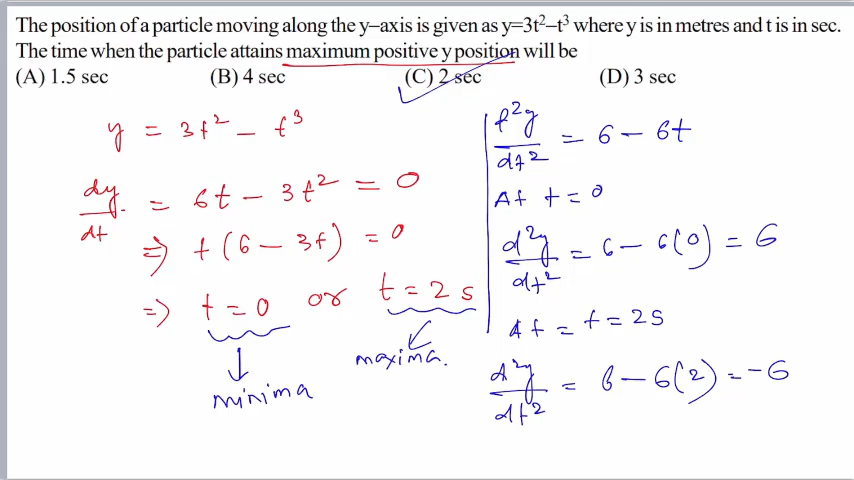 The position of a particle moving along the y–axis is given as y=3t²–t³ where y is in metres and t is in sec.
The time when the particle attains maximum positive y position will be
(A) 1.5 sec (B) 4 sec (C) 2 sec (D) 3 sec
y = 3t² − t³
dy/dt = 6t − 3t² = 0
⇒ t(6 − 3t) = 0
⇒ t = 0 or t = 2 s
minima
maxima.
d²y/dt² = 6 − 6t
At t = 0
d²y/dt² = 6 − 6(0) = 6
At = t = 2S
d²y/dt² = 6 − 6(2) = −6